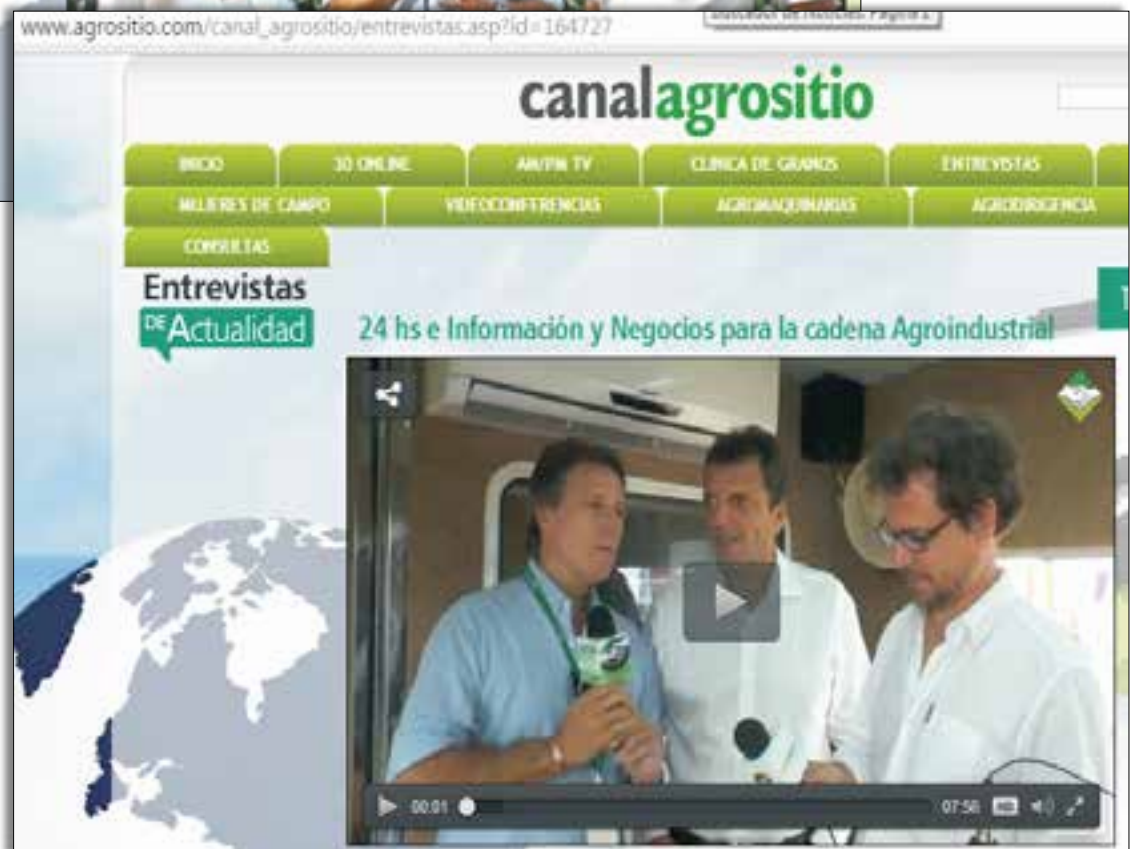 www.agrositio.com/canal_agrositio/entrevistas.asp?id=164727
canalagrositio
INICIO 30 ONLINE AM/PM TV CLINICA DE GRANOS ENTREVISTAS
MUJERES DE CAMPO VIDEOCONFERENCIAS AGROMAQUINARIAS AGRODIRIGENCIA
CONSULTAS
Entrevistas
DE Actualidad
24 hs e Información y Negocios para la cadena Agroindustrial
00:01 07:56 HD